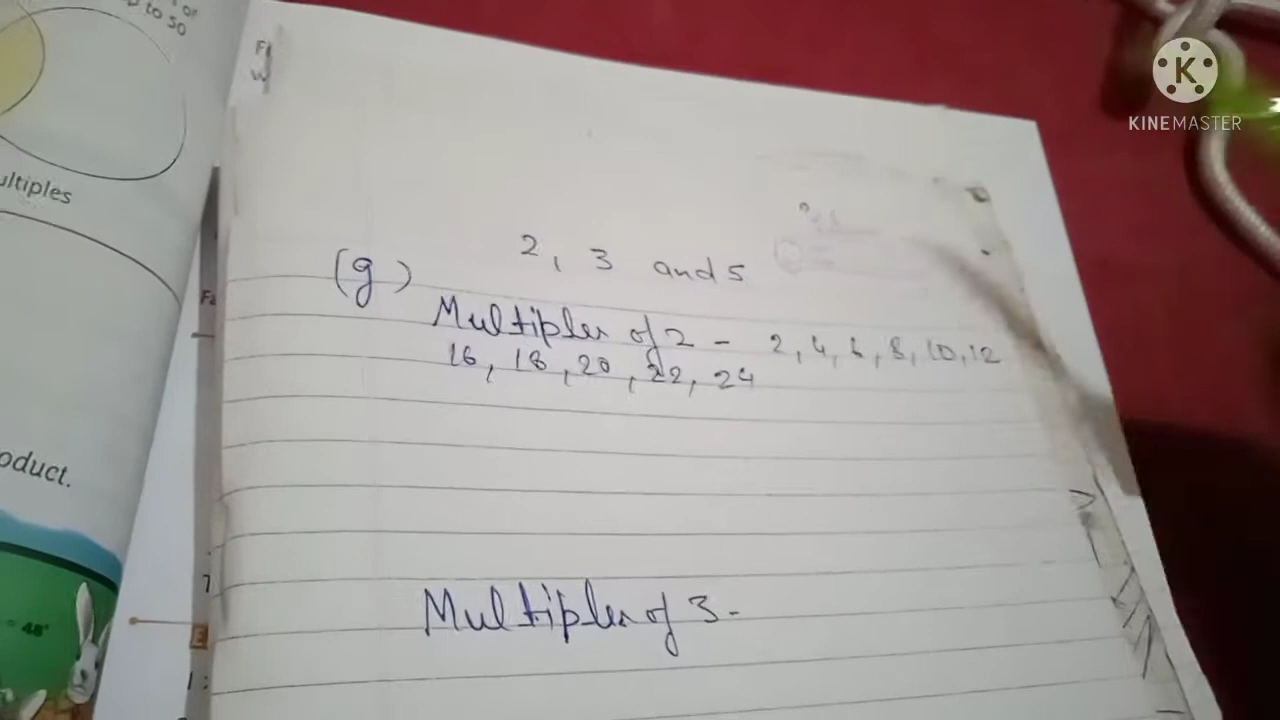 to 50
ultiples
oduct.
= 48
(g) 2, 3 and 5
Multiples of 2 - 2, 4, 6, 8, 10, 12
16, 18, 20, 22, 24
Multiples of 3 -
K
KINEMASTER